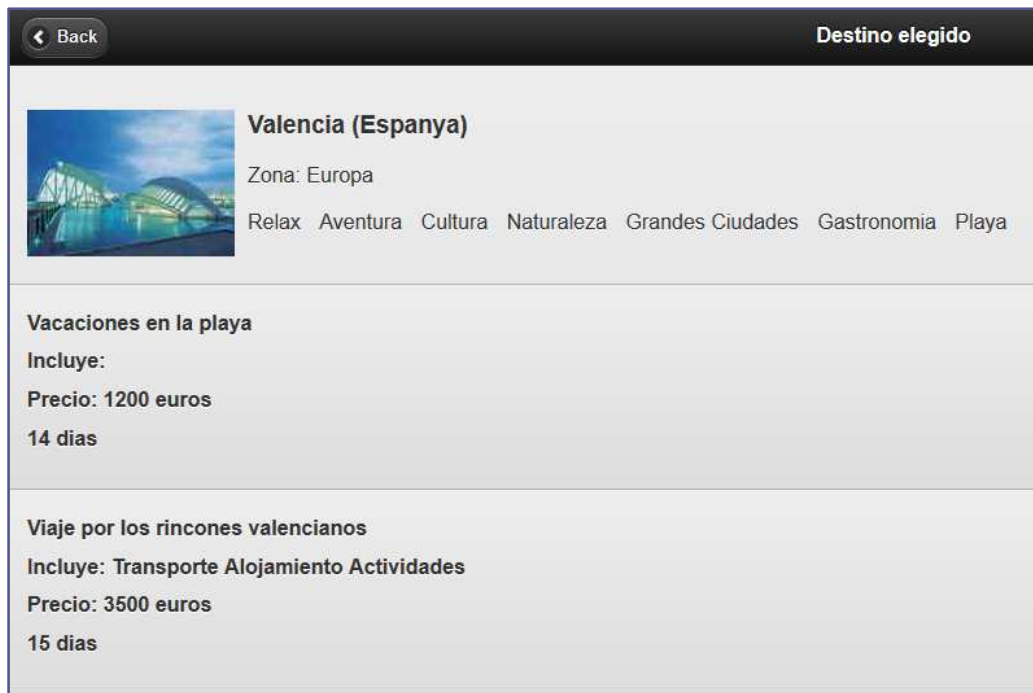 Back
Destino elegido
Valencia (Espanya)
Zona: Europa
Relax Aventura Cultura Naturaleza Grandes Ciudades Gastronomia Playa
Vacaciones en la playa
Incluye:
Precio: 1200 euros
14 dias
Viaje por los rincones valencianos
Incluye: Transporte Alojamiento Actividades
Precio: 3500 euros
15 dias